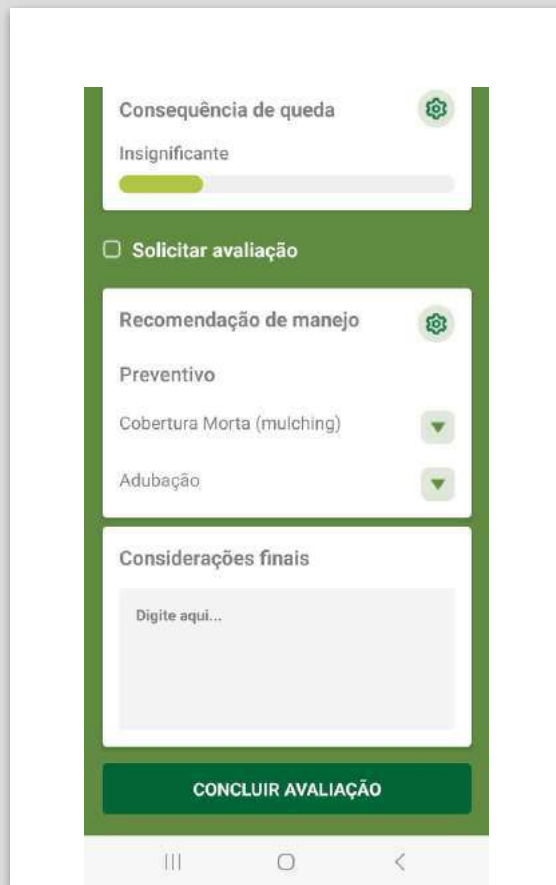 Consequência de queda
Insignificante
Solicitar avaliação
Recomendação de manejo
Preventivo
Cobertura Morta (mulching)
Adubação
Considerações finais
Digite aqui...
CONCLUIR AVALIAÇÃO